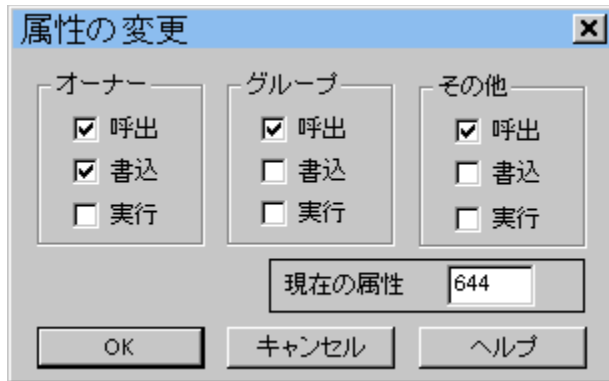 属性の変更
オーナー グループ その他
呼出 呼出 呼出
書込 書込 書込
実行 実行 実行
現在の属性 644
OK キャンセル ヘルプ